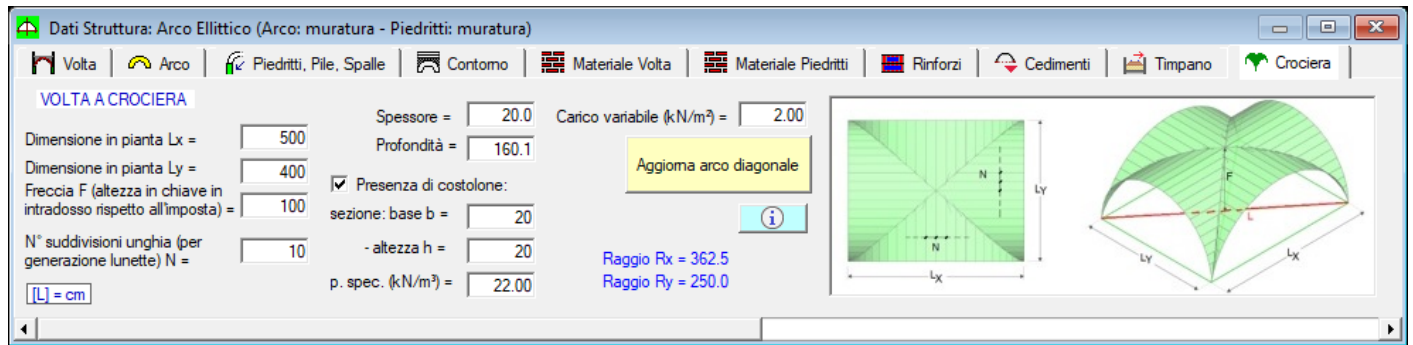 Dati Struttura: Arco Ellittico (Arco: muratura - Piedritti: muratura)
Volta Arco Piedritti, Pile, Spalle Contorno Materiale Volta Materiale Piedritti Rinforzi Cedimenti Timpano Crociera
VOLTA A CROCIERA
Dimensione in pianta Lx = 500
Dimensione in pianta Ly = 400
Freccia F (altezza in chiave in
intradosso rispetto all'imposta) = 100
N° suddivisioni unghia (per
generazione lunette) N = 10
[L] = cm
Spessore = 20.0
Profondità = 160.1
Presenza di costolone:
sezione: base b = 20
- altezza h = 20
p. spec. (kN/m³) = 22.00
Carico variabile (kN/m²) = 2.00
Aggiorna arco diagonale
i
Raggio Rx = 362.5
Raggio Ry = 250.0
N
N
LY
LX
F
L
LY
LX